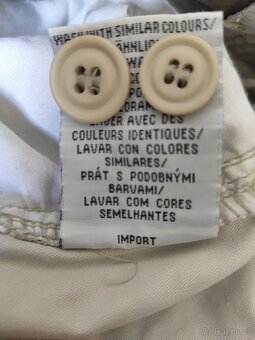 WASH WITH SIMILAR COLOURS/
LAVER AVEC DES
COULEURS IDENTIQUES/
LAVAR CON COLORES
SIMILARES/
PRÁT S PODOBNÝMI
BARVAMI/
LAVAR COM CORES
SEMELHANTES
IMPORT